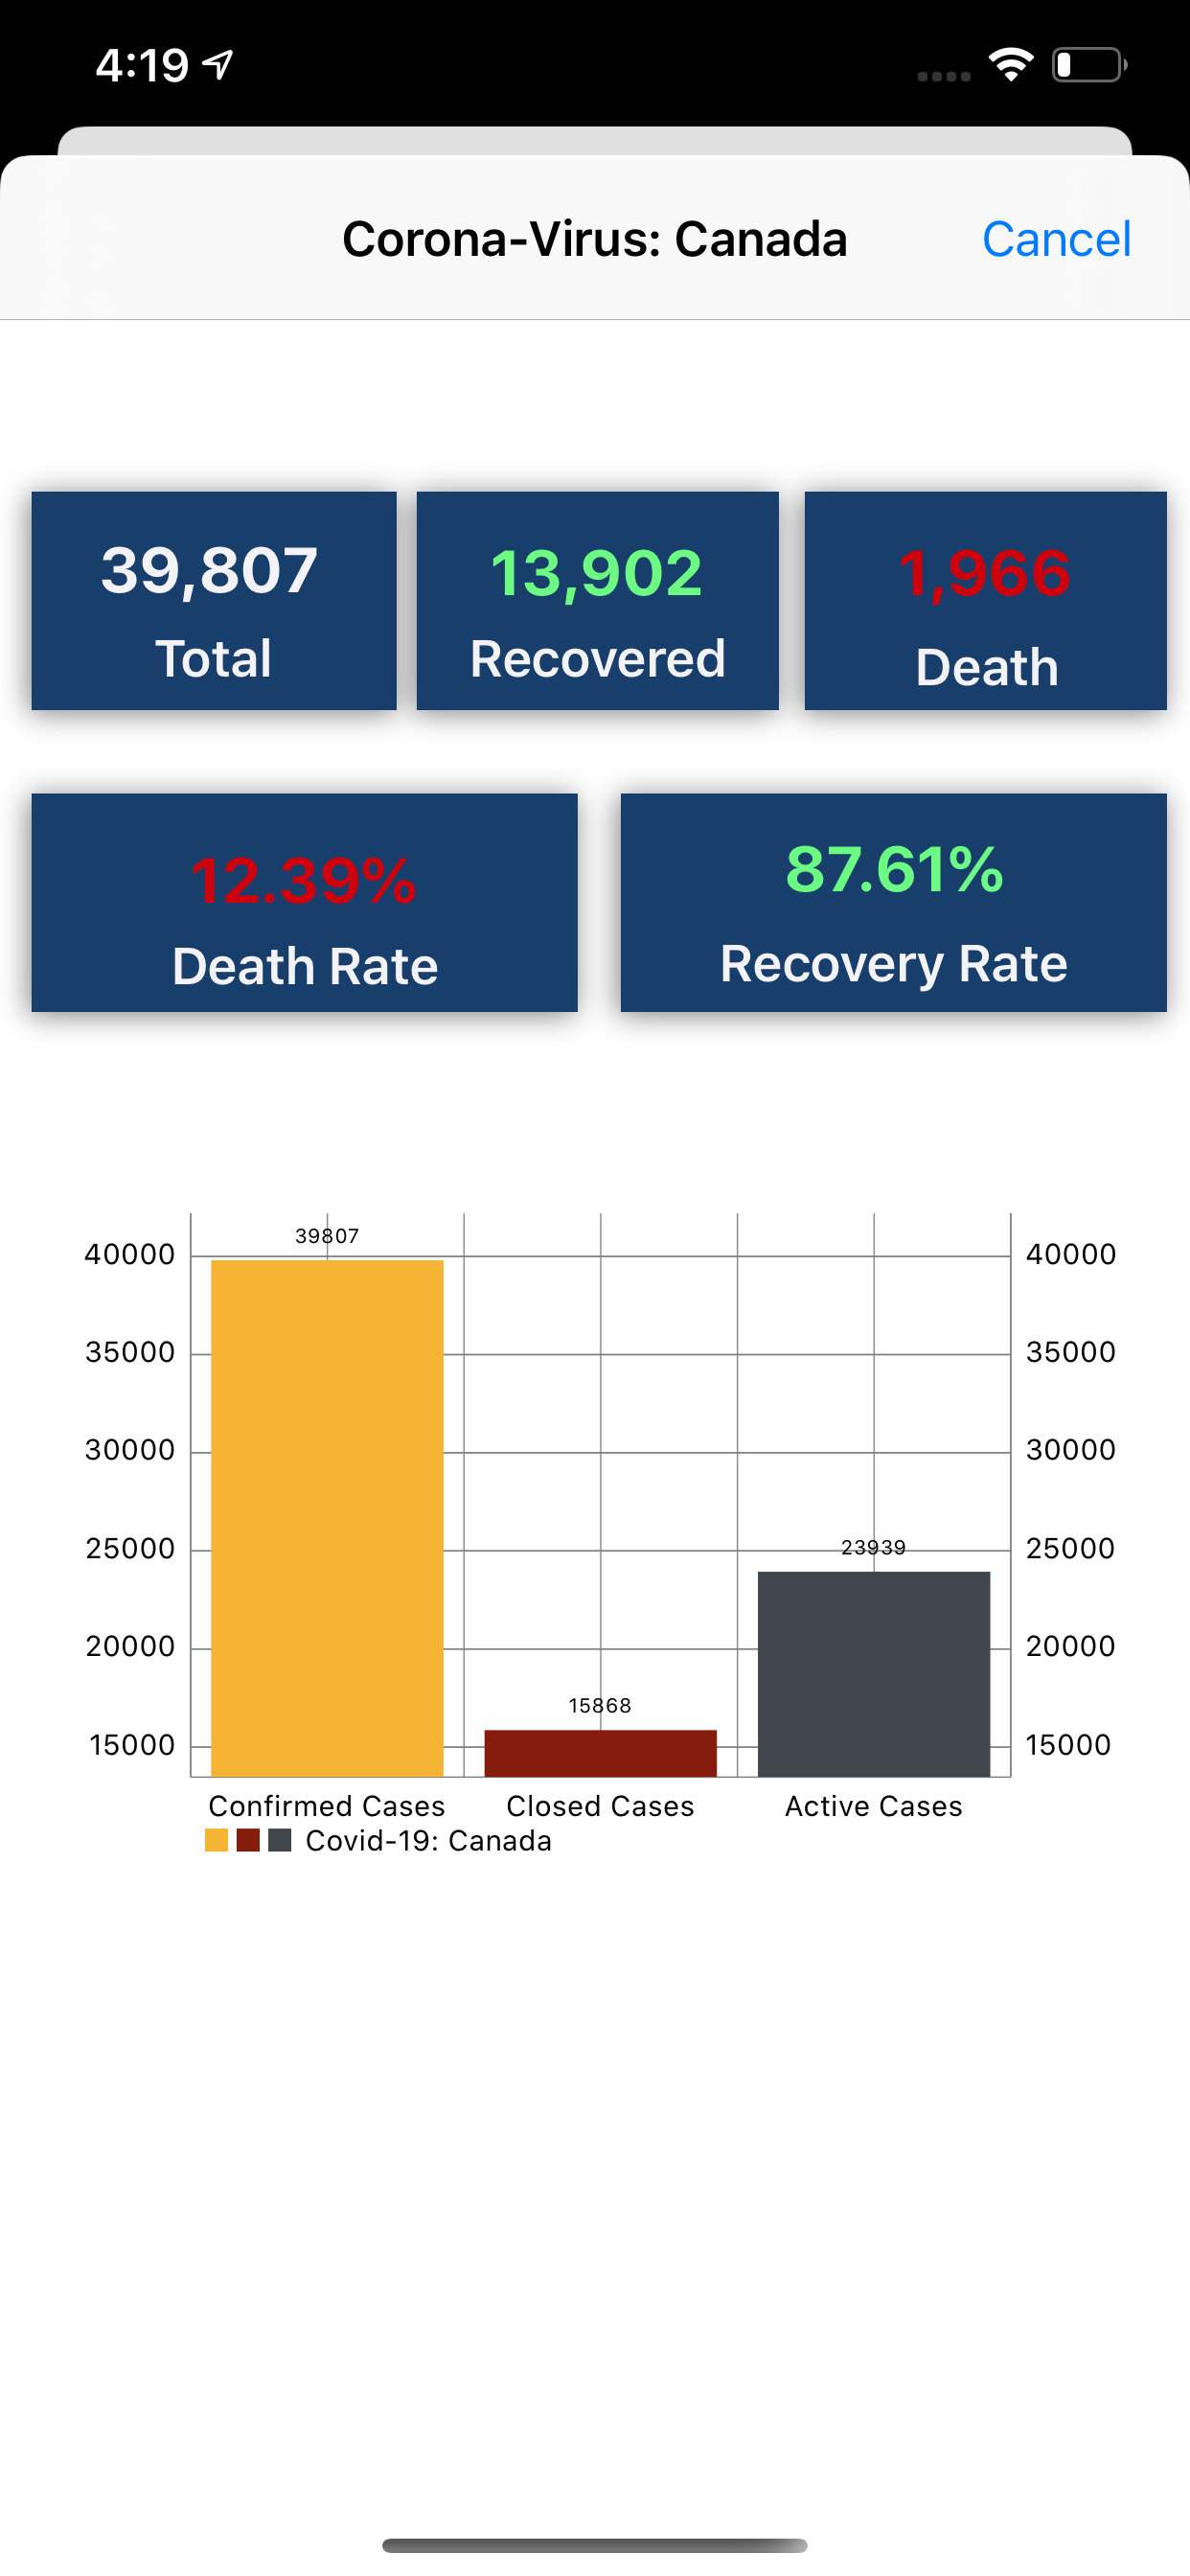 4:19
Corona-Virus: Canada
Cancel
39,807
Total
13,902
Recovered
1,966
Death
12.39%
Death Rate
87.61%
Recovery Rate
39807
40000 40000
35000 35000
30000 30000
25000 23939 25000
20000 20000
15868
15000 15000
Confirmed Cases Closed Cases Active Cases
Covid-19: Canada